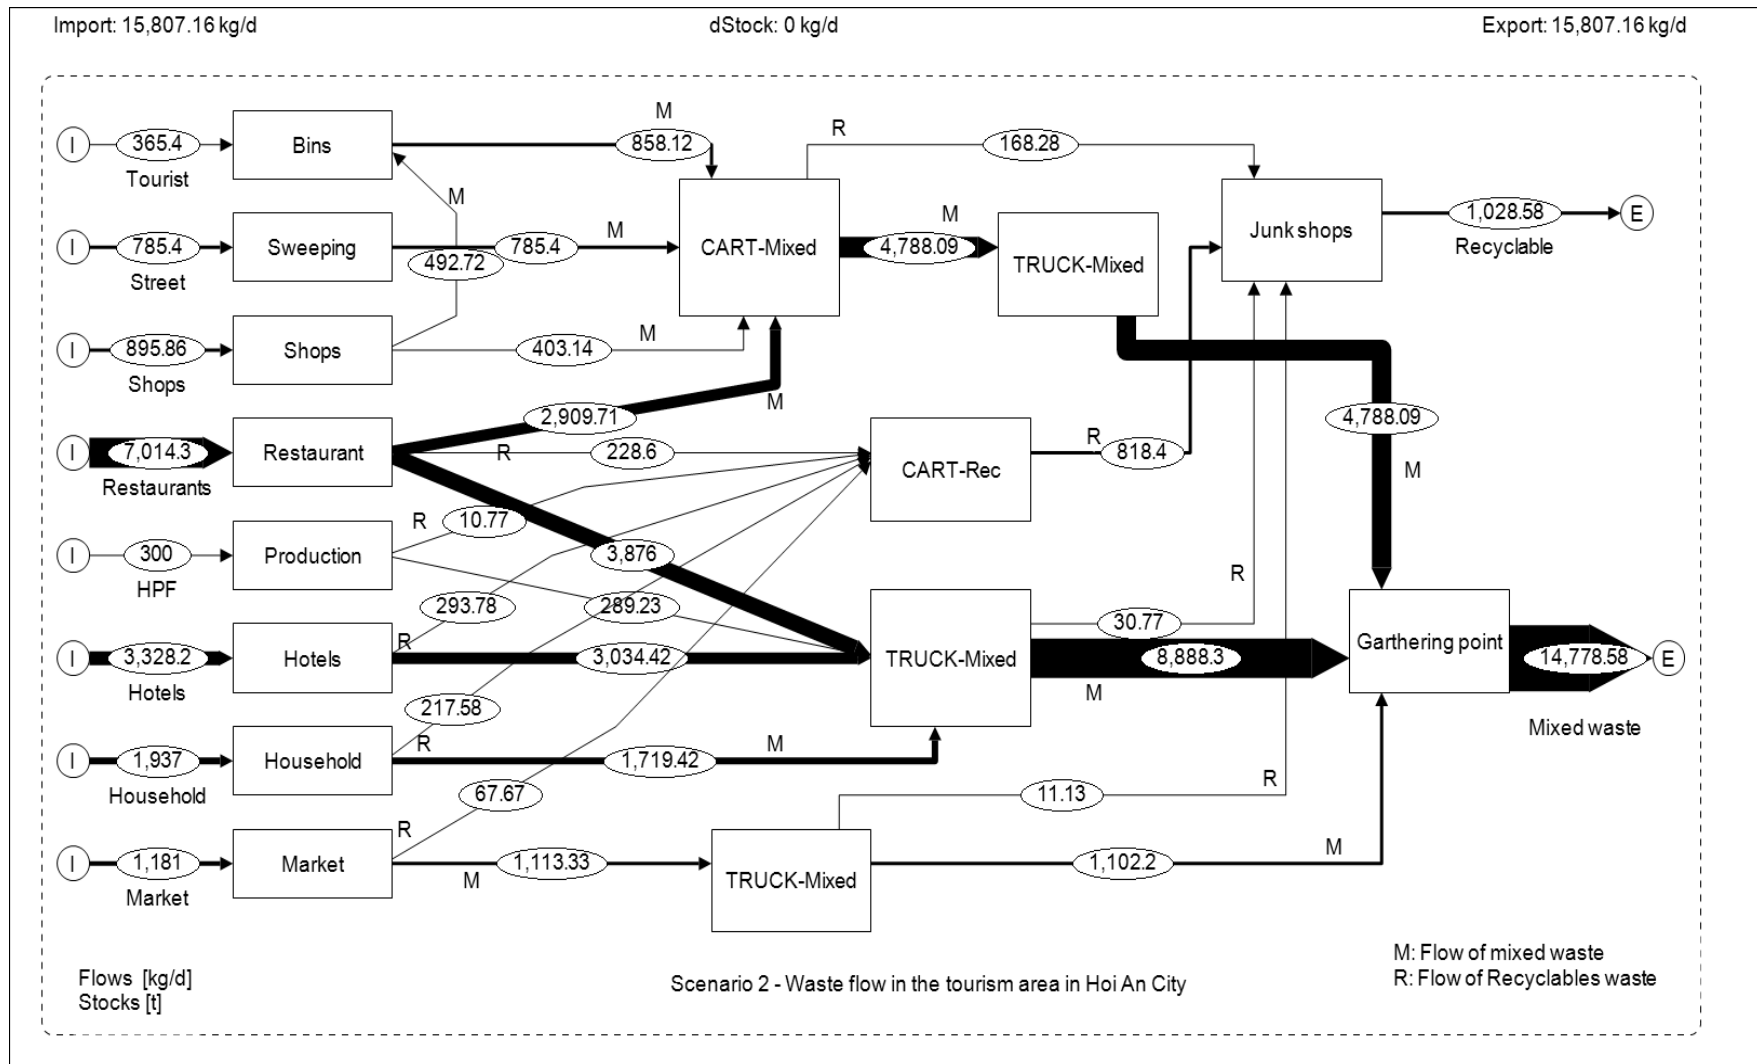 Import: 15,807.16 kg/d
dStock: 0 kg/d
Export: 15,807.16 kg/d
I
365.4
Tourist
Bins
M
858.12
R
168.28
I
785.4
Street
Sweeping
M
492.72
785.4
M
CART-Mixed
M
4,788.09
TRUCK-Mixed
Junk shops
1,028.58
Recyclable
E
I
895.86
Shops
Shops
403.14
M
I
7,014.3
Restaurants
Restaurant
2,909.71
M
R
228.6
CART-Rec
R
818.4
4,788.09
M
I
300
HPF
Production
R
10.77
3,876
289.23
I
3,328.2
Hotels
Hotels
293.78
R
3,034.42
TRUCK-Mixed
R
30.77
8,888.3
M
Garthering point
14,778.58
E
Mixed waste
I
1,937
Household
Household
217.58
R
1,719.42
M
I
1,181
Market
Market
67.67
R
M
1,113.33
TRUCK-Mixed
11.13
R
1,102.2
M
Flows [kg/d]
Stocks [t]
Scenario 2 - Waste flow in the tourism area in Hoi An City
M: Flow of mixed waste
R: Flow of Recyclables waste